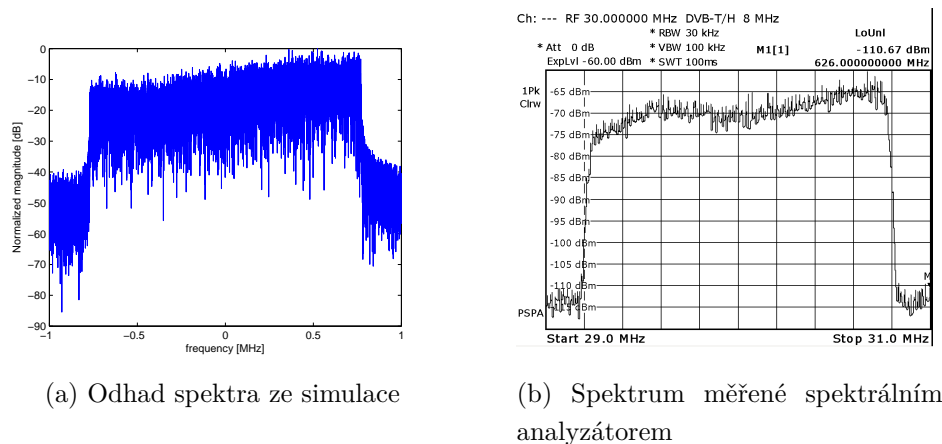 0
−10
−20
−30
−40
−50
−60
−70
−80
−90
Normalized magnitude [dB]
−1
−0.5
0
0.5
1
frequency [MHz]
(a) Odhad spektra ze simulace
Ch: --- RF 30.000000 MHz DVB-T/H 8 MHz
* RBW 30 kHz
LoUnl
* Att 0 dB * VBW 100 kHz M1[1] -110.67 dBm
ExpLvl -60.00 dBm * SWT 100ms 626.000000000 MHz
1Pk
Clrw
-65 dBm
-70 dBm
-75 dBm
-80 dBm
-85 dBm
-90 dBm
-95 dBm
-100 dBm
-105 dBm
-110 dBm
-115 dBm
M
PSPA
Start 29.0 MHz Stop 31.0 MHz
(b) Spektrum měřené spektrálním
analyzátorem